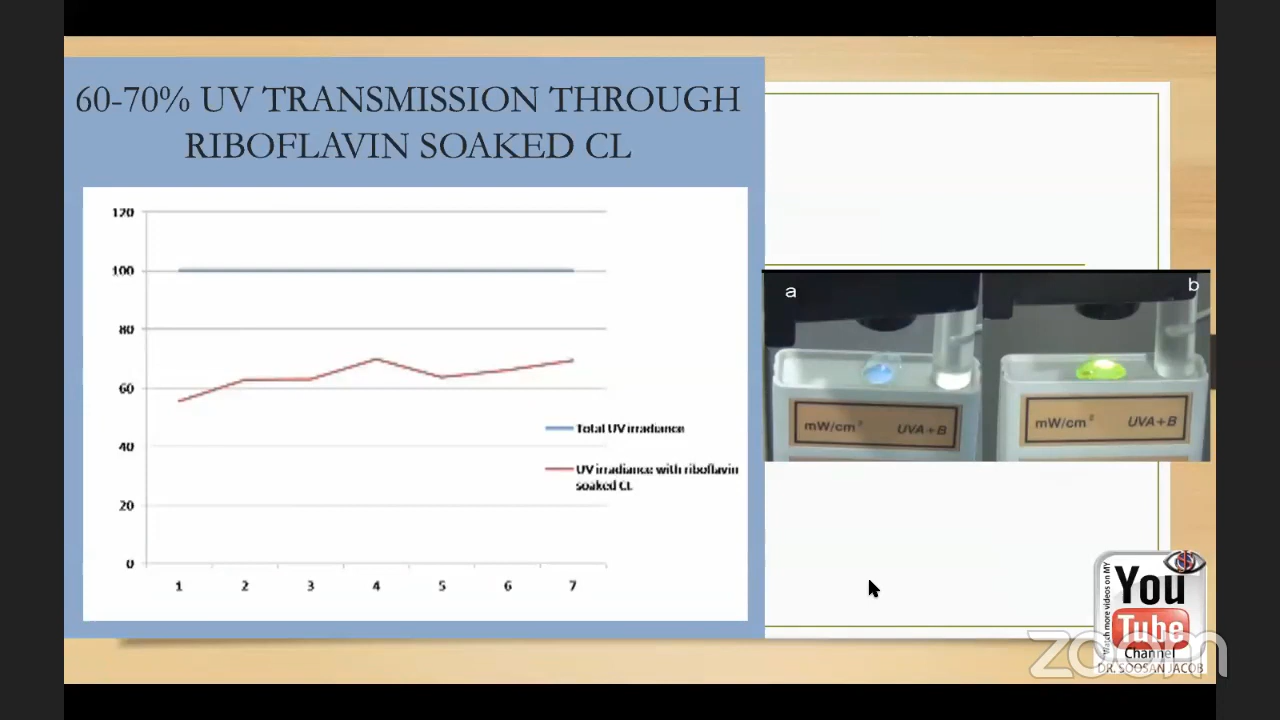 60-70% UV TRANSMISSION THROUGH
RIBOFLAVIN SOAKED CL
120
100
80
60
40
20
0
1 2 3 4 5 6 7
Total UV irradiance
UV irradiance with riboflavin
soaked CL
a
b
mW/cm² UVA+B
mW/cm² UVA+B
Watch more videos on MY
You
Tube
Channel
DR. SOOSAN JACOB
zoom